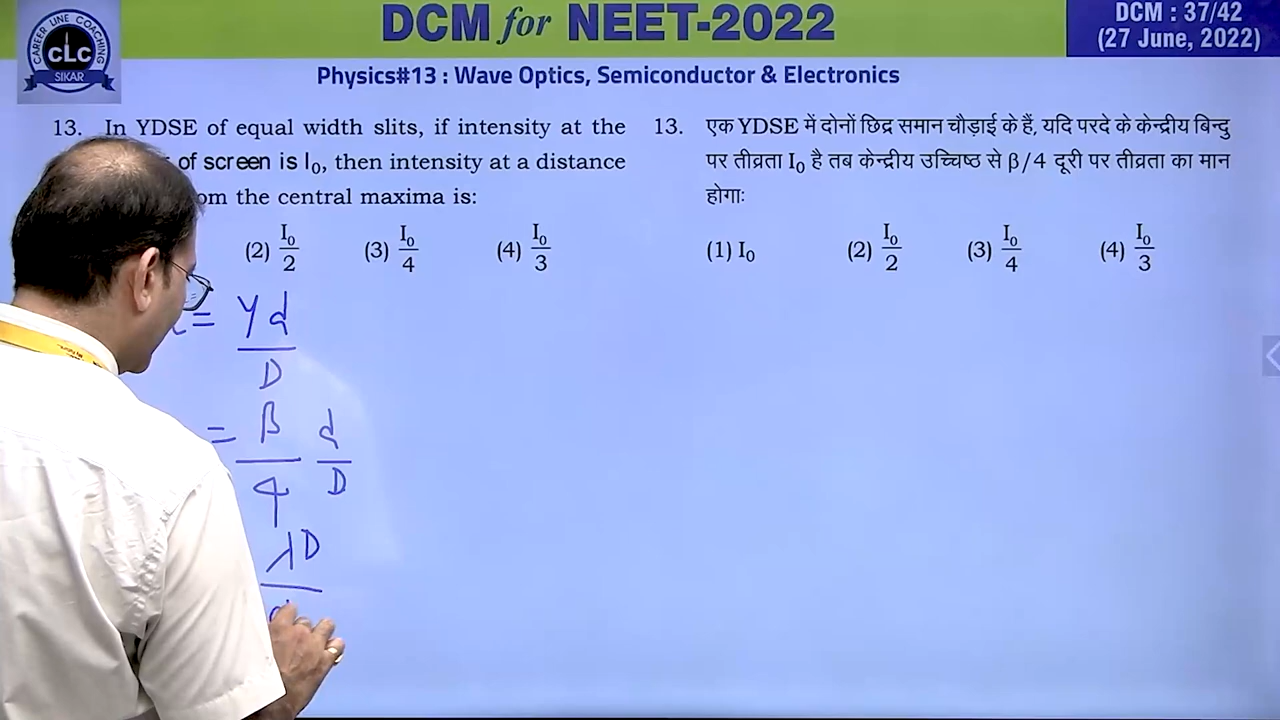 DCM for NEET-2022
DCM : 37/42
(27 June, 2022)
CAREER LINE COACHING
CLC
SIKAR
Physics#13 : Wave Optics, Semiconductor & Electronics
13. In YDSE of equal width slits, if intensity at the
of screen is I₀, then intensity at a distance
the central maxima is:
(2) I₀/2 (3) I₀/4 (4) I₀/3
13. एक YDSE में दोनों छिद्र समान चौड़ाई के हैं, यदि परदे के केन्द्रीय बिन्दु
पर तीव्रता I₀ है तब केन्द्रीय उच्चिष्ठ से β/4 दूरी पर तीव्रता का मान
होगाः
(1) I₀ (2) I₀/2 (3) I₀/4 (4) I₀/3
= Yd/D
= β/4 d/D
λD